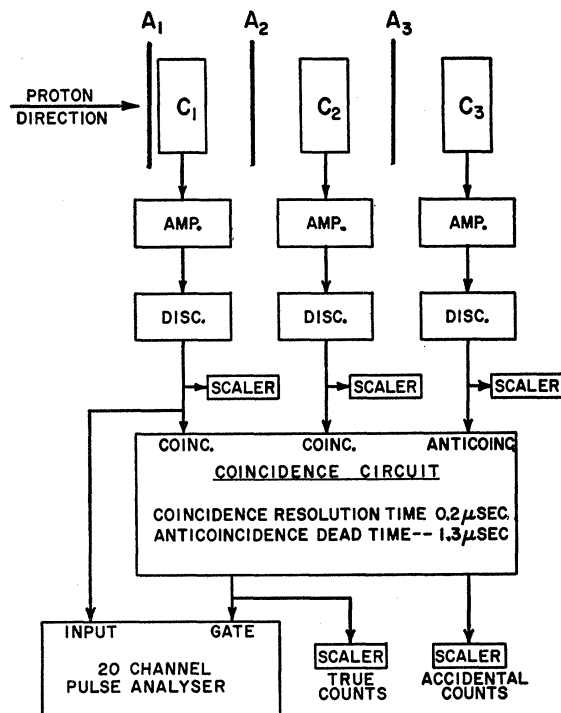 A1 A2 A3
PROTON
DIRECTION
C1 C2 C3
AMP. AMP. AMP.
DISC. DISC. DISC.
SCALER SCALER SCALER
COINC. COINC. ANTICOINC.
COINCIDENCE CIRCUIT
COINCIDENCE RESOLUTION TIME 0.2μSEC.
ANTICOINCIDENCE DEAD TIME-- 1.3μSEC
INPUT GATE
20 CHANNEL
PULSE ANALYSER
SCALER SCALER
TRUE ACCIDENTAL
COUNTS COUNTS